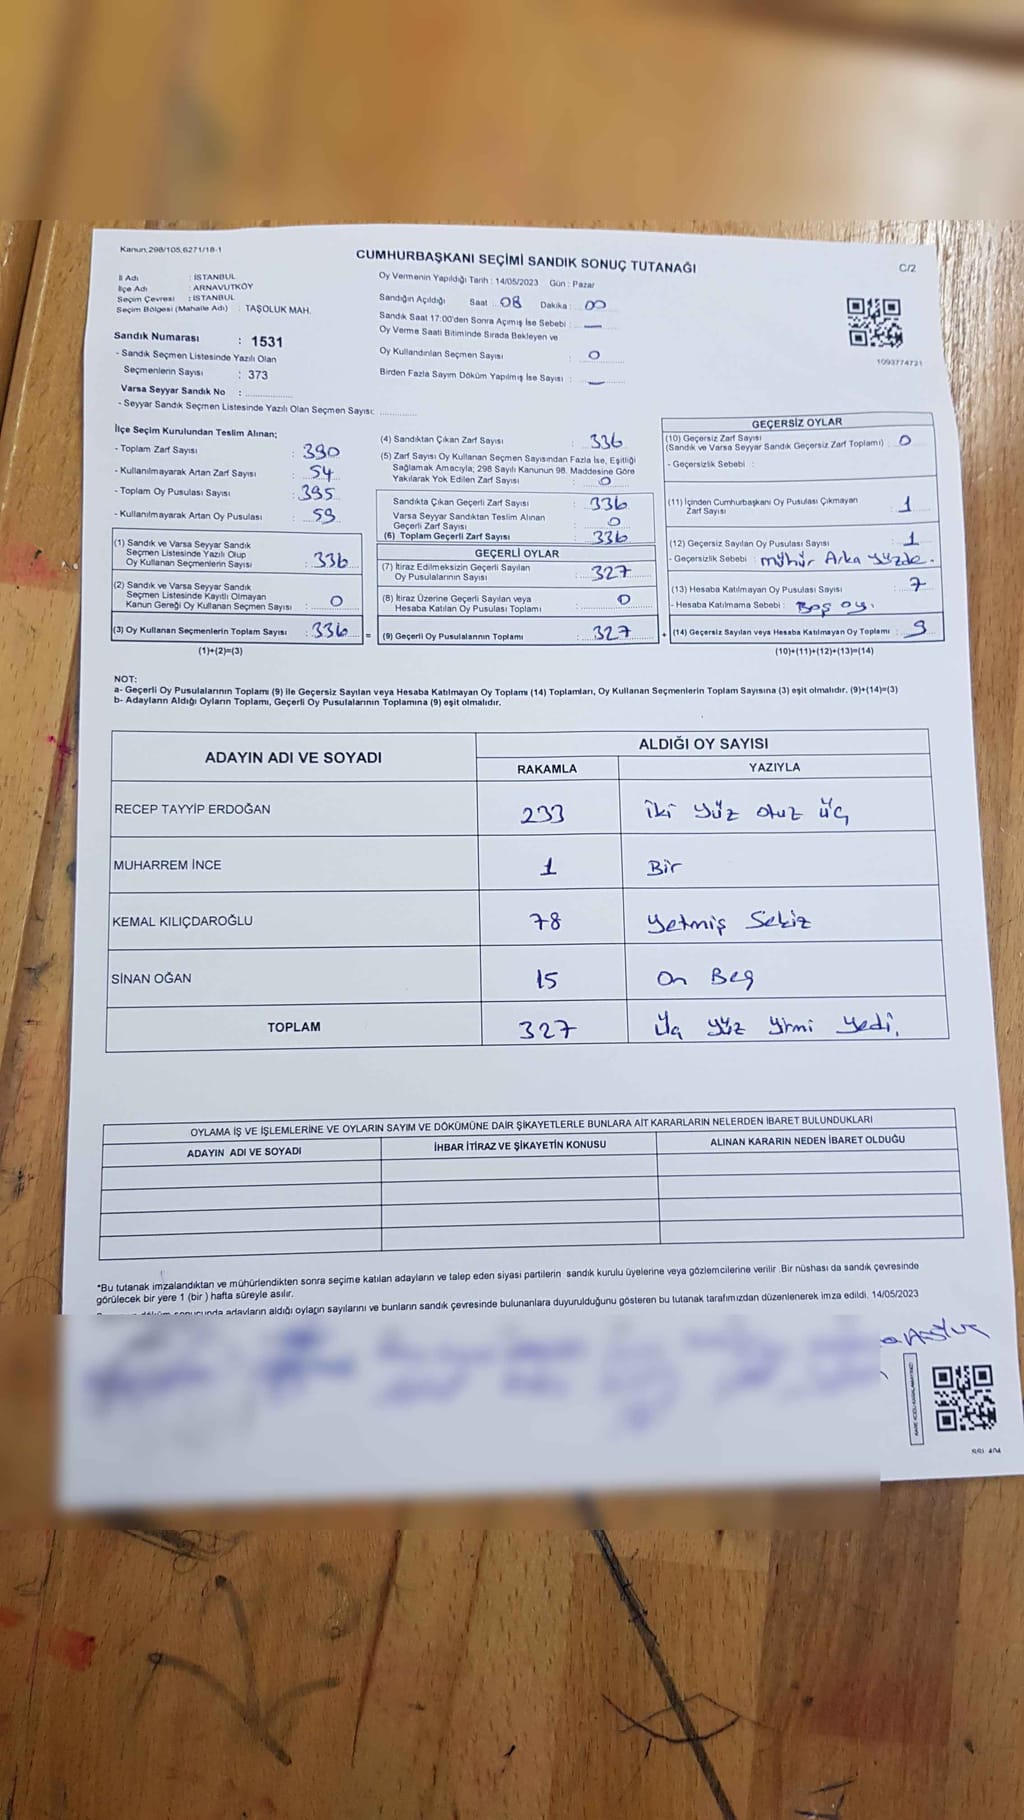 Kanun.298/105,6271/18-1
CUMHURBAŞKANI SEÇİMİ SANDIK SONUÇ TUTANAĞI
C/2
İl Adı : İSTANBUL
İlçe Adı : ARNAVUTKÖY
Seçim Çevresi : İSTANBUL
Seçim Bölgesi (Mahalle Adı) : TAŞOLUK MAH.
Sandık Numarası : 1531
- Sandık Seçmen Listesinde Yazılı Olan
Seçmenlerin Sayısı : 373
Varsa Seyyar Sandık No :
- Seyyar Sandık Seçmen Listesinde Yazılı Olan Seçmen Sayısı:
Oy Vermenin Yapıldığı Tarih : 14/05/2023 Gün : Pazar
Sandığın Açıldığı Saat : 08 Dakika : 00
Sandık Saat 17:00'den Sonra Açımış İse Sebebi : —
Oy Verme Saati Bitiminde Sırada Bekleyen ve
Oy Kullandırılan Seçmen Sayısı : 0
Birden Fazla Sayım Döküm Yapılmış İse Sayısı : —
1093774721
İlçe Seçim Kurulundan Teslim Alınan;
- Toplam Zarf Sayısı : 390
- Kullanılmayarak Artan Zarf Sayısı : 54
- Toplam Oy Pusulası Sayısı : 395
- Kullanılmayarak Artan Oy Pusulası : 59
(1) Sandık ve Varsa Seyyar Sandık
Seçmen Listesinde Yazılı Olup
Oy Kullanan Seçmenlerin Sayısı : 336
(2) Sandık ve Varsa Seyyar Sandık
Seçmen Listesinde Kayıtlı Olmayan
Kanun Gereği Oy Kullanan Seçmen Sayısı : 0
(3) Oy Kullanan Seçmenlerin Toplam Sayısı : 336 =
(1)+(2)=(3)
(4) Sandıktan Çıkan Zarf Sayısı : 336
(5) Zarf Sayısı Oy Kullanan Seçmen Sayısından Fazla İse, Eşitliği
Sağlamak Amacıyla; 298 Sayılı Kanunun 98. Maddesine Göre
Yakılarak Yok Edilen Zarf Sayısı : 0
Sandıkta Çıkan Geçerli Zarf Sayısı : 336
Varsa Seyyar Sandıktan Teslim Alınan
Geçerli Zarf Sayısı : 0
(6) Toplam Geçerli Zarf Sayısı : 336
GEÇERLİ OYLAR
(7) İtiraz Edilmeksizin Geçerli Sayılan
Oy Pusulalarının Sayısı : 327
(8) İtiraz Üzerine Geçerli Sayılan veya
Hesaba Katılan Oy Pusulası Toplamı : 0
(9) Geçerli Oy Pusulalarının Toplamı : 327 +
GEÇERSİZ OYLAR
(10) Geçersiz Zarf Sayısı
(Sandık ve Varsa Seyyar Sandık Geçersiz Zarf Toplamı) : 0
- Geçersizlik Sebebi :
(11) İçinden Cumhurbaşkanı Oy Pusulası Çıkmayan
Zarf Sayısı : 1
(12) Geçersiz Sayılan Oy Pusulası Sayısı : 1
- Geçersizlik Sebebi : mühür Arka yüzde.
(13) Hesaba Katılmayan Oy Pusulası Sayısı : 7
- Hesaba Katılmama Sebebi : Boş oy.
(14) Geçersiz Sayılan veya Hesaba Katılmayan Oy Toplamı : 9
(10)+(11)+(12)+(13)=(14)
NOT:
a- Geçerli Oy Pusulalarının Toplamı (9) ile Geçersiz Sayılan veya Hesaba Katılmayan Oy Toplamı (14) Toplamları, Oy Kullanan Seçmenlerin Toplam Sayısına (3) eşit olmalıdır. (9)+(14)=(3)
b- Adayların Aldığı Oyların Toplamı, Geçerli Oy Pusulalarının Toplamına (9) eşit olmalıdır.
ADAYIN ADI VE SOYADI ALDIĞI OY SAYISI
RAKAMLA YAZIYLA
RECEP TAYYİP ERDOĞAN 233 iki yüz otuz üç
MUHARREM İNCE 1 Bir
KEMAL KILIÇDAROĞLU 78 Yetmiş Sekiz
SİNAN OĞAN 15 On Beş
TOPLAM 327 Üç yüz yirmi yedi.
OYLAMA İŞ VE İŞLEMLERİNE VE OYLARIN SAYIM VE DÖKÜMÜNE DAİR ŞİKAYETLERLE BUNLARA AİT KARARLARIN NELERDEN İBARET BULUNDUKLARI
ADAYIN ADI VE SOYADI İHBAR İTİRAZ VE ŞİKAYETİN KONUSU ALINAN KARARIN NEDEN İBARET OLDUĞU
*Bu tutanak imzalandıktan ve mühürlendikten sonra seçime katılan adayların ve talep eden siyasi partilerin sandık kurulu üyelerine veya gözlemcilerine verilir. Bir nüshası da sandık çevresinde
görülecek bir yere 1 (bir ) hafta süreyle asılır.
adayların aldığı oyların sayılarını ve bunların sandık çevresinde bulunanlara duyurulduğunu gösteren bu tutanak tarafımızdan düzenlenerek imza edildi. 14/05/2023